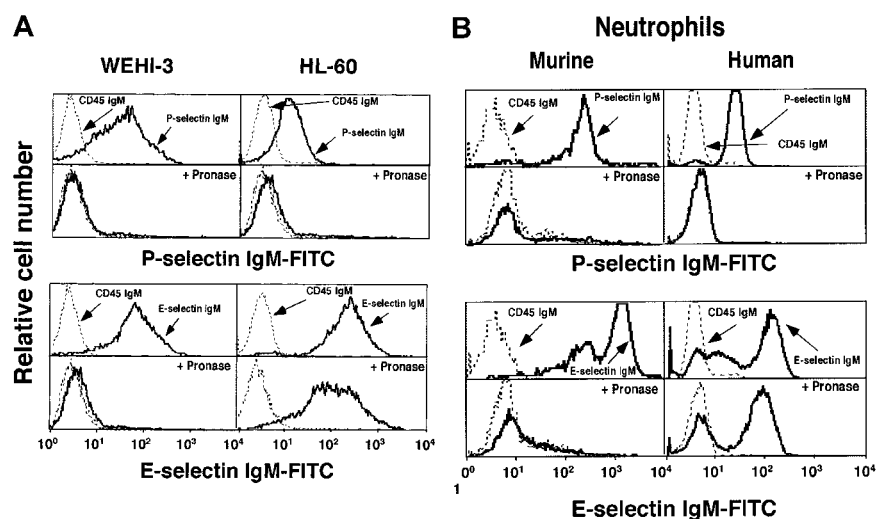 A
WEHI-3 HL-60
CD45 IgM
P-selectin IgM
CD45 IgM
P-selectin IgM
+ Pronase + Pronase
P-selectin IgM-FITC
CD45 IgM
E-selectin IgM
CD45 IgM
E-selectin IgM
+ Pronase + Pronase
10⁰ 10¹ 10² 10³ 10⁴ 10¹ 10² 10³ 10⁴
E-selectin IgM-FITC
Relative cell number
B
Neutrophils
Murine Human
CD45 IgM
P-selectin IgM
P-selectin IgM
CD45 IgM
+ Pronase + Pronase
P-selectin IgM-FITC
CD45 IgM
E-selectin IgM
CD45 IgM
E-selectin IgM
+ Pronase + Pronase
10⁰ 10¹ 10² 10³ 10⁴ 10¹ 10² 10³ 10⁴
1
E-selectin IgM-FITC